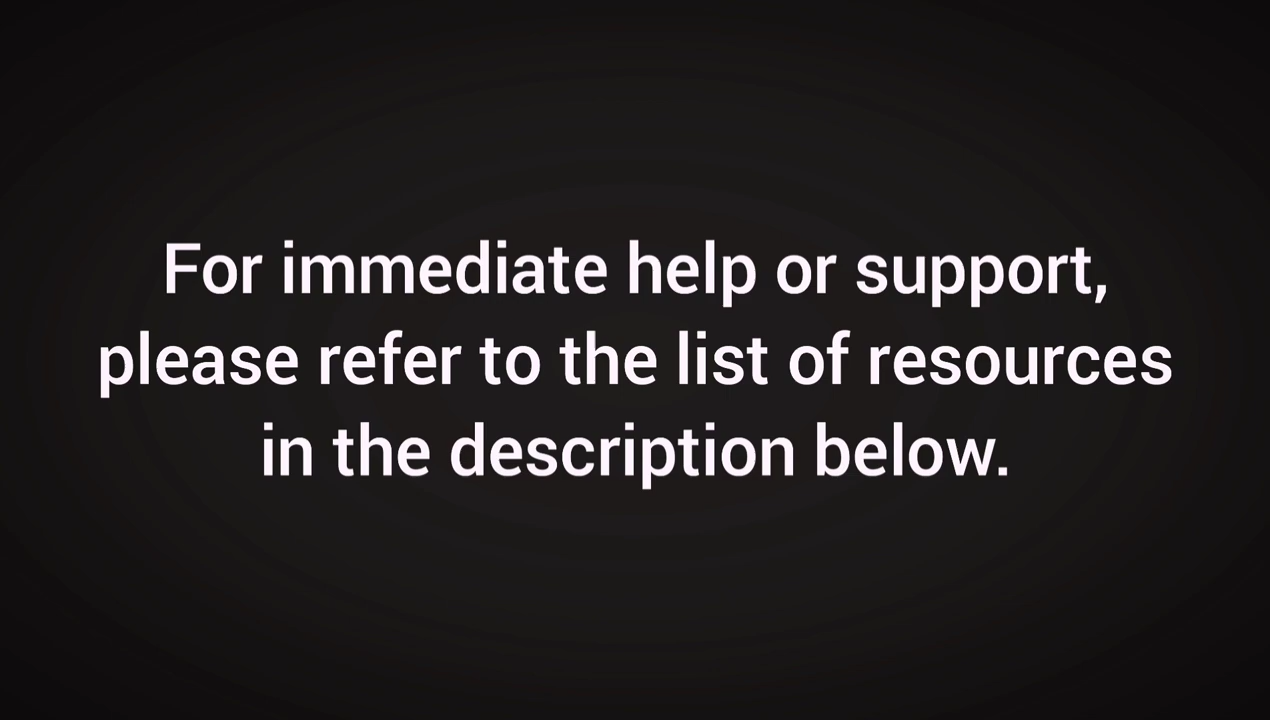 For immediate help or support,
please refer to the list of resources
in the description below.